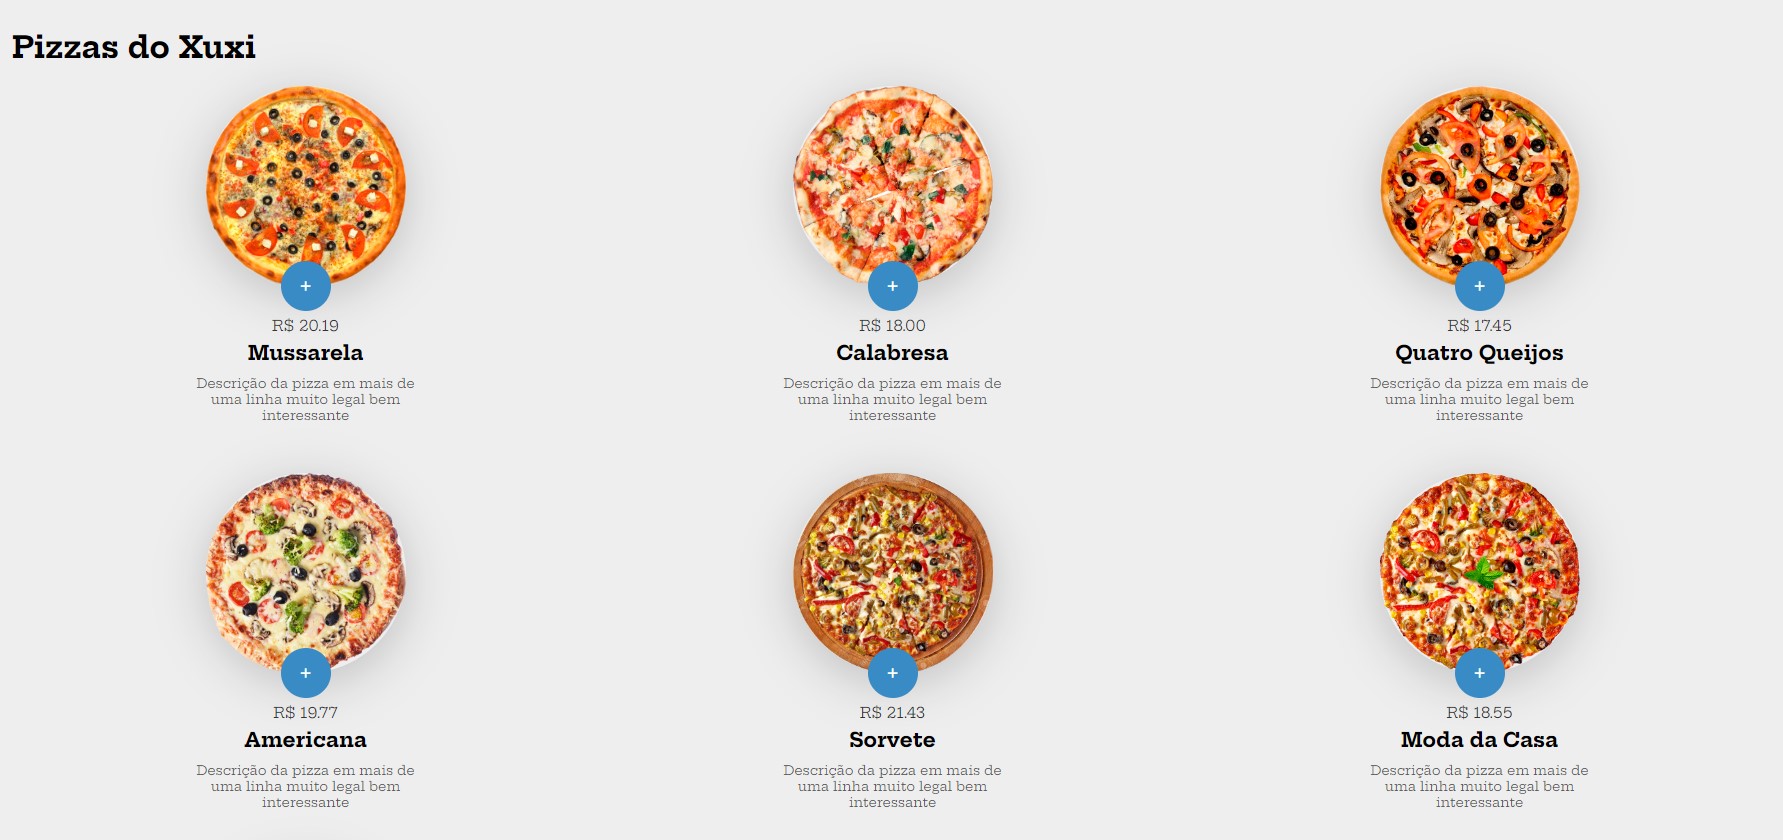 Pizzas do Xuxi
+
R$ 20.19
Mussarela
Descrição da pizza em mais de
uma linha muito legal bem
interessante
+
R$ 18.00
Calabresa
Descrição da pizza em mais de
uma linha muito legal bem
interessante
+
R$ 17.45
Quatro Queijos
Descrição da pizza em mais de
uma linha muito legal bem
interessante
+
R$ 19.77
Americana
Descrição da pizza em mais de
uma linha muito legal bem
interessante
+
R$ 21.43
Sorvete
Descrição da pizza em mais de
uma linha muito legal bem
interessante
+
R$ 18.55
Moda da Casa
Descrição da pizza em mais de
uma linha muito legal bem
interessante